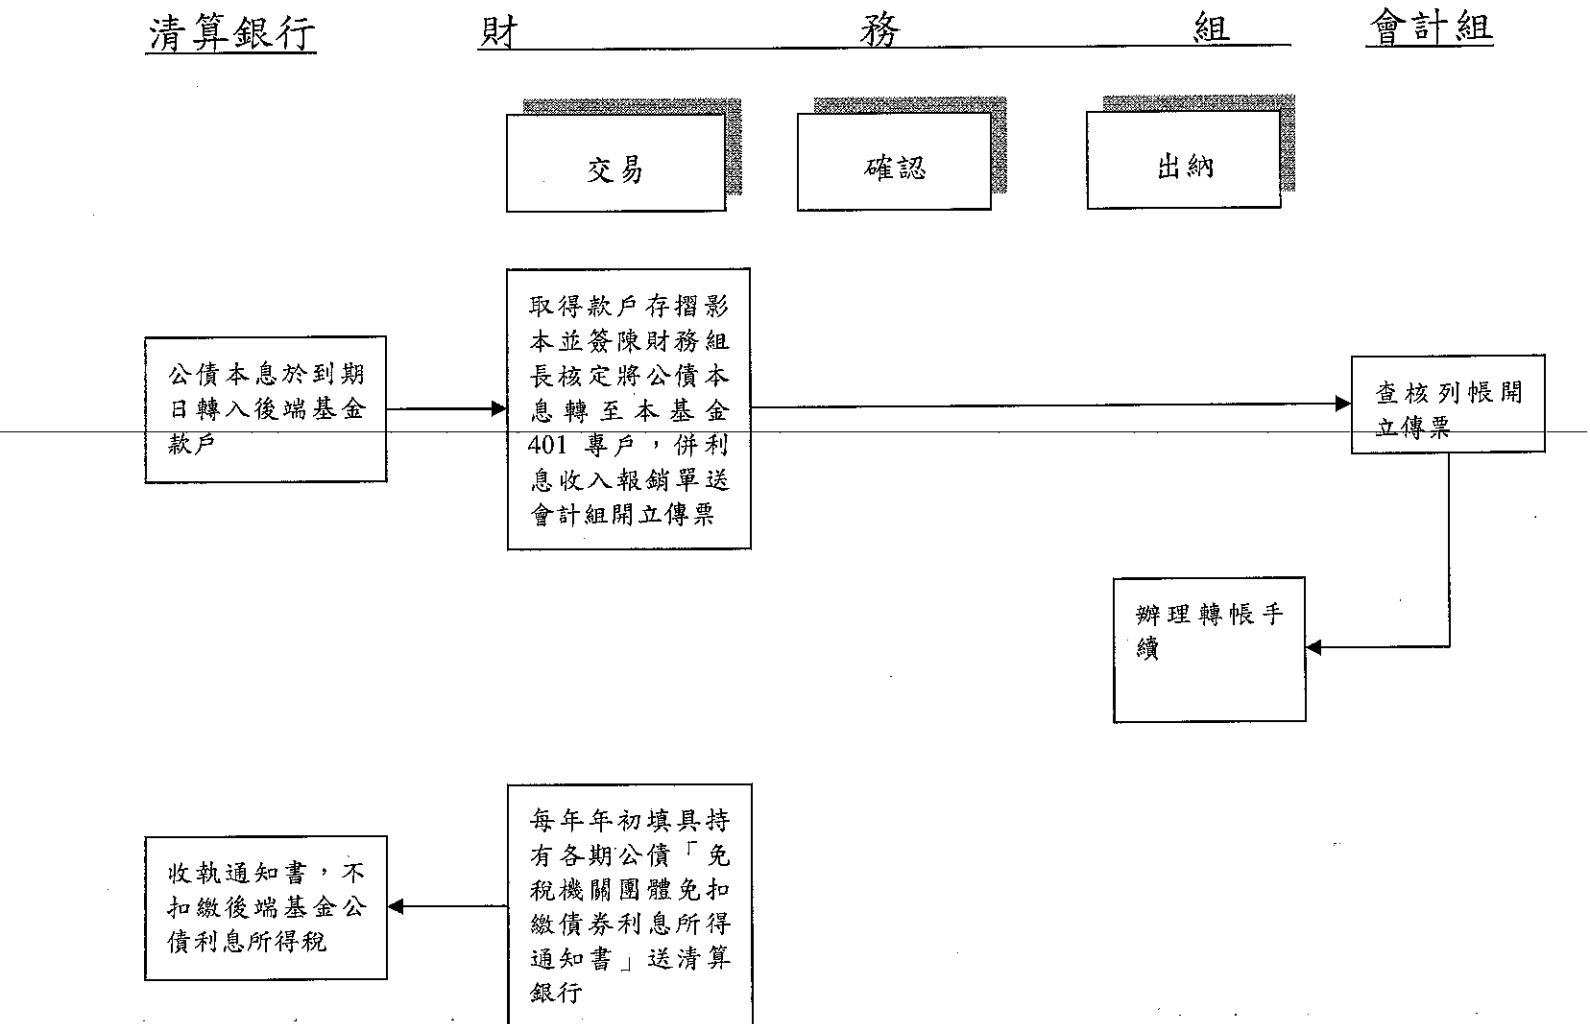 清算銀行 財務組 會計組
交易 確認 出納
公債本息於到期
日轉入後端基金
款戶
取得款戶存摺影
本並簽陳財務組
長核定將公債本
息轉至本基金
401 專戶，併利
息收入報銷單送
會計組開立傳票
查核列帳開
立傳票
辦理轉帳手
續
收執通知書，不
扣繳後端基金公
債利息所得稅
每年年初填具持
有各期公債「免
稅機關團體免扣
繳債券利息所得
通知書」送清算
銀行